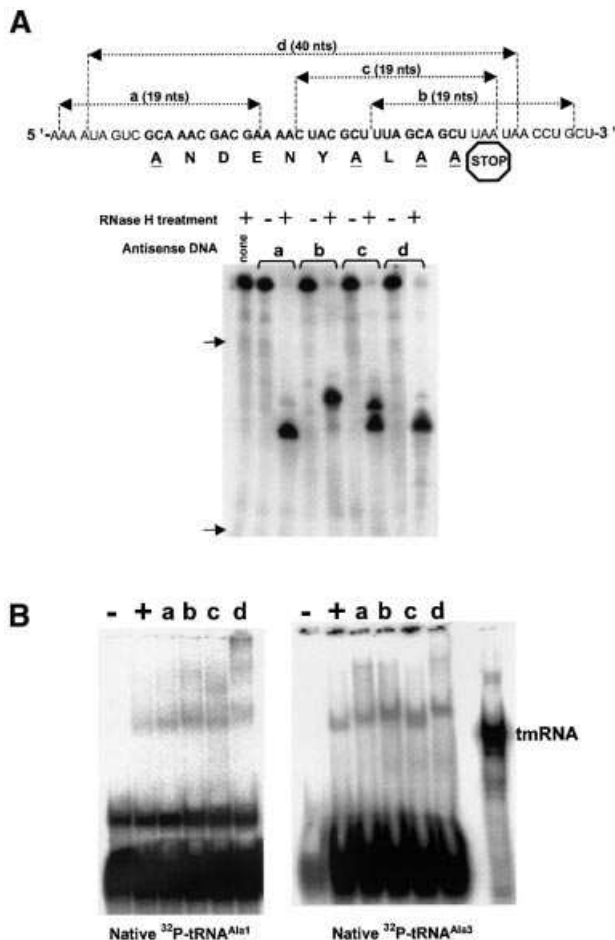 A
d (40 nts)
c (19 nts)
a (19 nts) b (19 nts)
5'-AAA AUA GUC GCA AAC GAC GAA AAC UAC GCU UUA GCA GCU UAA UAA CCU GCU-3'
A N D E N Y A L A A STOP
RNase H treatment + - + - + - + - +
Antisense DNA none a b c d
B
- + a b c d - + a b c d
tmRNA
Native 32P-tRNAAla1 Native 32P-tRNAAla3